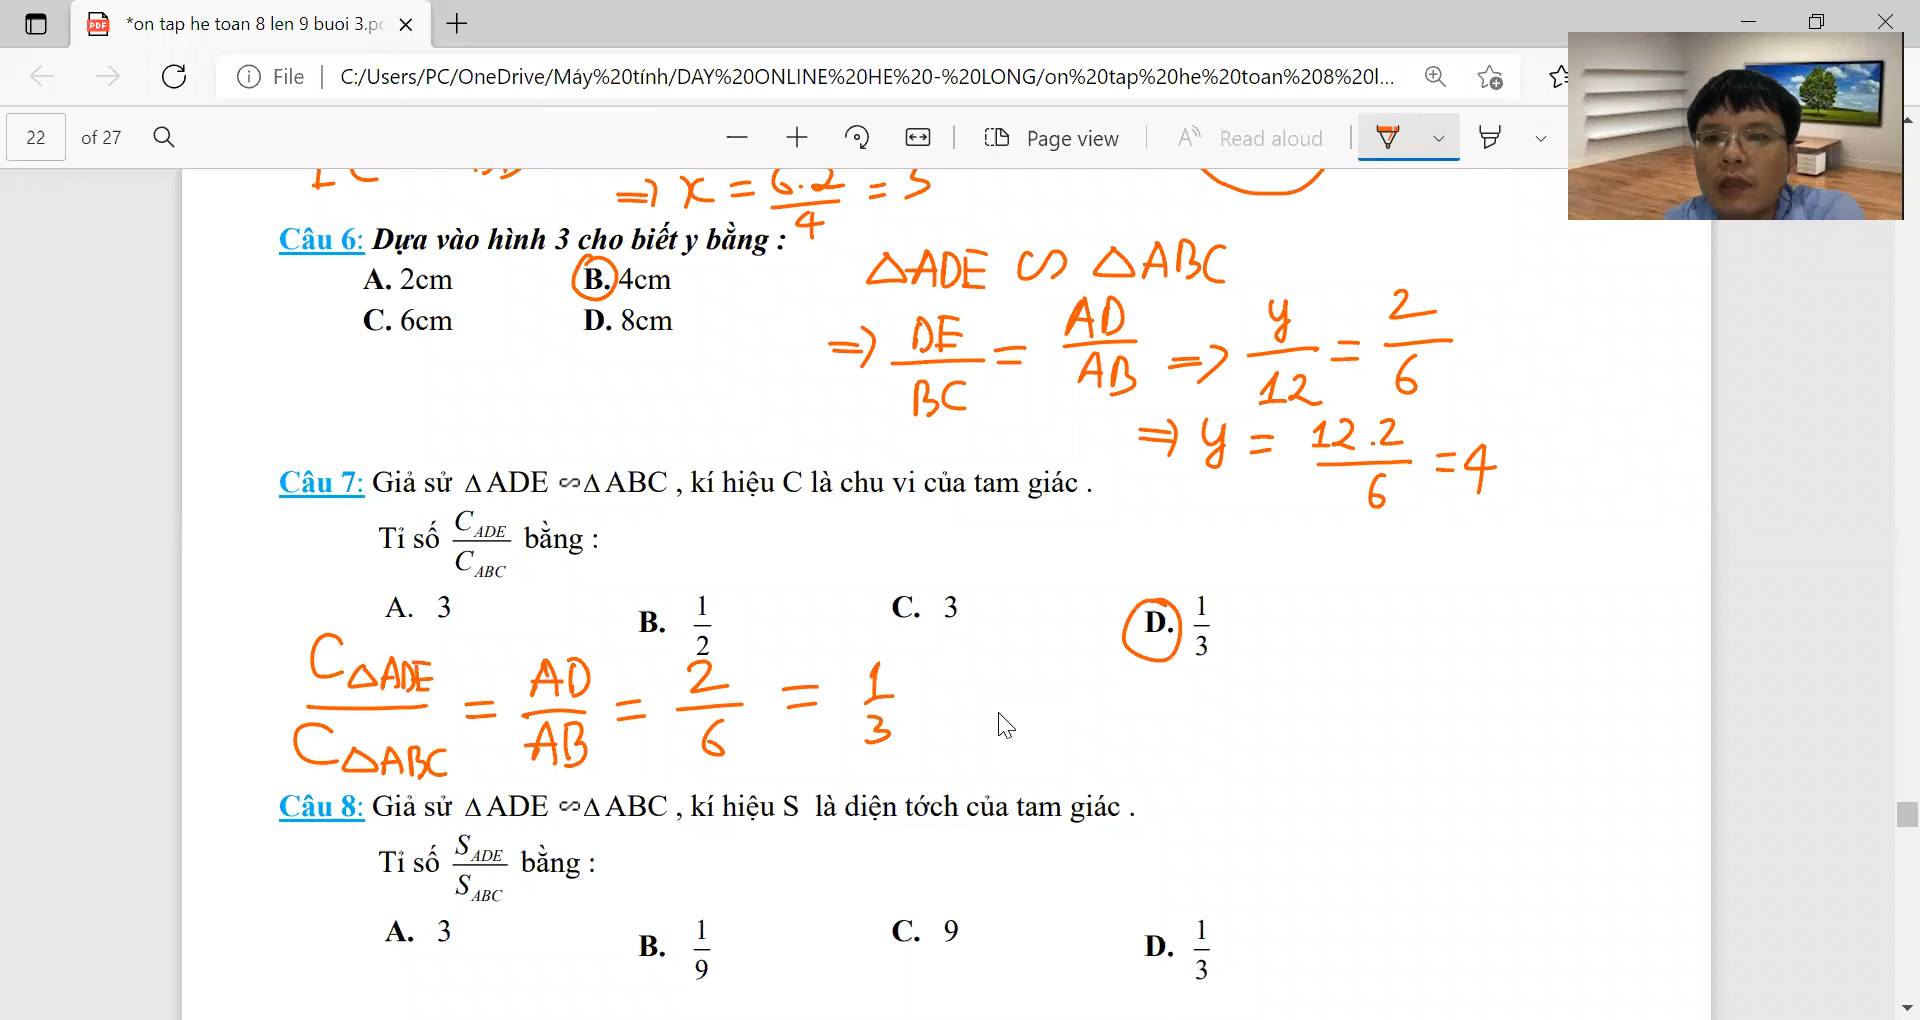 *on tap he toan 8 len 9 buoi 3.pc
File
C:/Users/PC/OneDrive/Máy%20tính/DAY%20ONLINE%20HE%20-%20LONG/on%20tap%20he%20toan%208%20l...
22 of 27
Page view
Read aloud
⇒ x = 6.2/4 = 3
Câu 6: Dựa vào hình 3 cho biết y bằng :
A. 2cm B. 4cm
C. 6cm D. 8cm
△ADE ∽ △ABC
⇒ DE/BC = AD/AB ⇒ y/12 = 2/6
⇒ y = 12.2/6 = 4
Câu 7: Giả sử ΔADE ∽ ΔABC , kí hiệu C là chu vi của tam giác .
Tỉ số C_ADE/C_ABC bằng :
A. 3 B. 1/2 C. 3 D. 1/3
C△ADE/C△ABC = AD/AB = 2/6 = 1/3
Câu 8: Giả sử ΔADE ∽ ΔABC , kí hiệu S là diện tớch của tam giác .
Tỉ số S_ADE/S_ABC bằng :
A. 3 B. 1/9 C. 9 D. 1/3